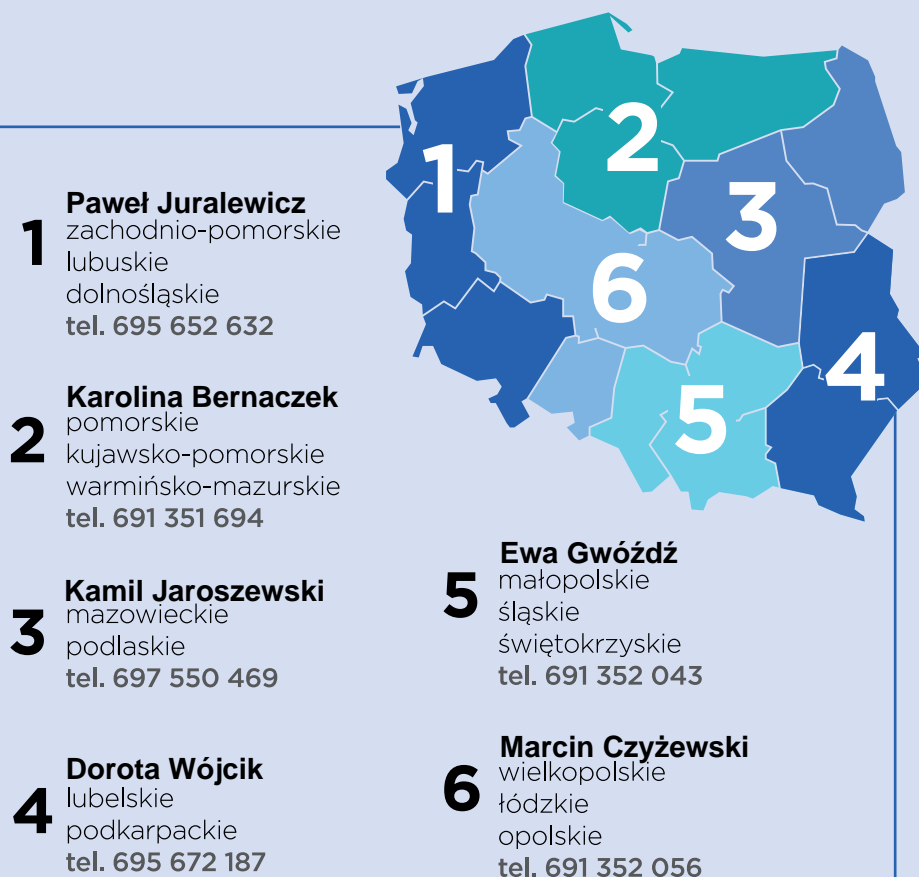 1
2
3
4
5
6
1
Paweł Juralewicz
zachodnio-pomorskie
lubuskie
dolnośląskie
tel. 695 652 632
2
Karolina Bernaczek
pomorskie
kujawsko-pomorskie
warmińsko-mazurskie
tel. 691 351 694
3
Kamil Jaroszewski
mazowieckie
podlaskie
tel. 697 550 469
4
Dorota Wójcik
lubelskie
podkarpackie
tel. 695 672 187
5
Ewa Gwóźdź
małopolskie
śląskie
świętokrzyskie
tel. 691 352 043
6
Marcin Czyżewski
wielkopolskie
łódzkie
opolskie
tel. 691 352 056